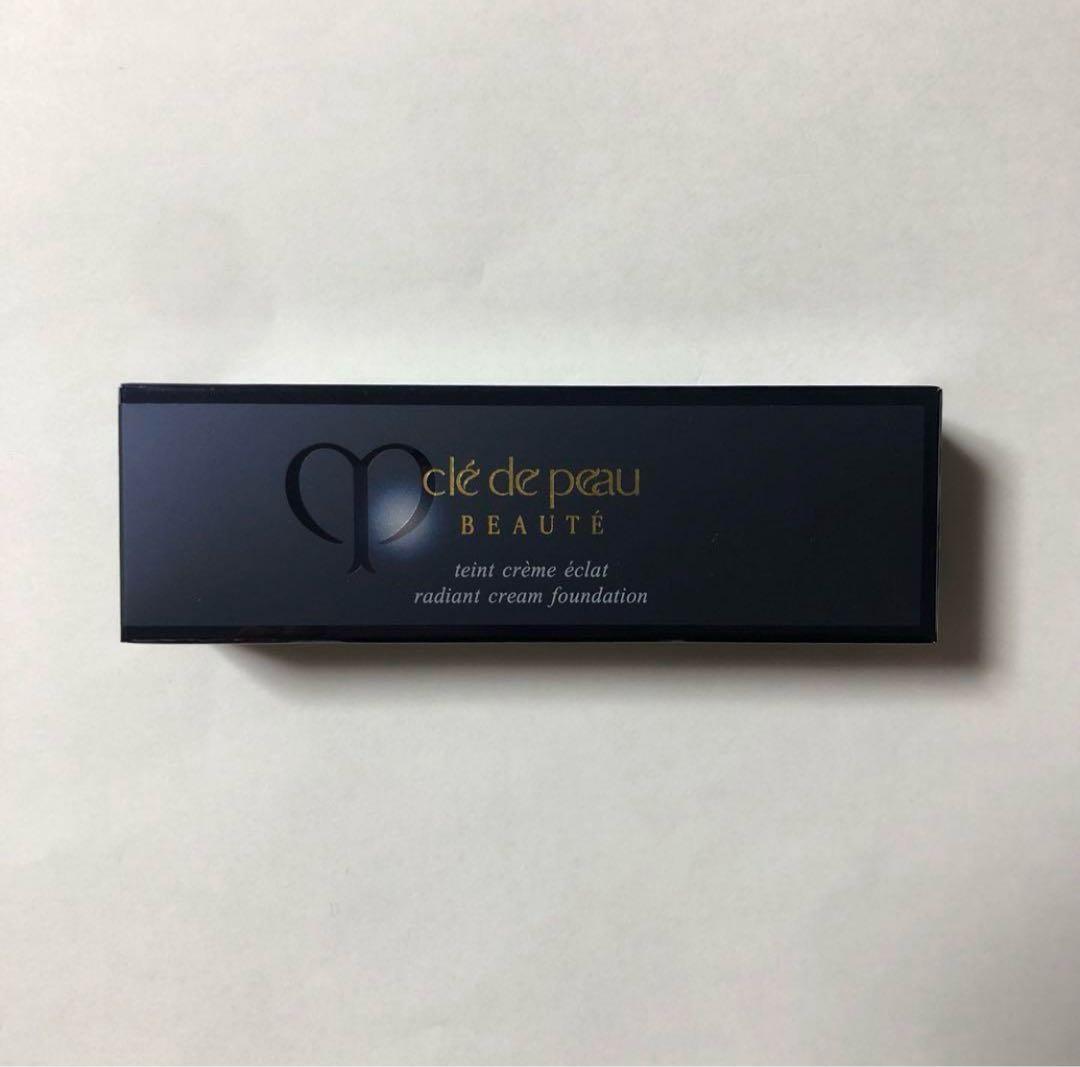 clé de peau
BEAUTÉ
teint crème éclat
radiant cream foundation